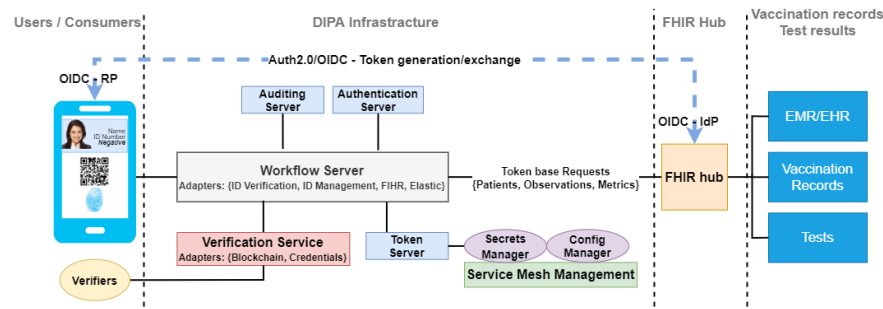 Users / Consumers
DIPA Infrastracture
FHIR Hub
Vaccination records
Test results
Auth2.0/OIDC - Token generation/exchange
OIDC - RP
Auditing
Server
Authentication
Server
OIDC - IdP
EMR/EHR
Name
ID Number
Negative
Workflow Server
Adapters: {ID Verification, ID Management, FIHR, Elastic}
Token base Requests
{Patients, Observations, Metrics}
FHIR hub
Vaccination
Records
Verification Service
Adapters: {Blockchain, Credentials}
Token
Server
Secrets
Manager
Config
Manager
Tests
Service Mesh Management
Verifiers